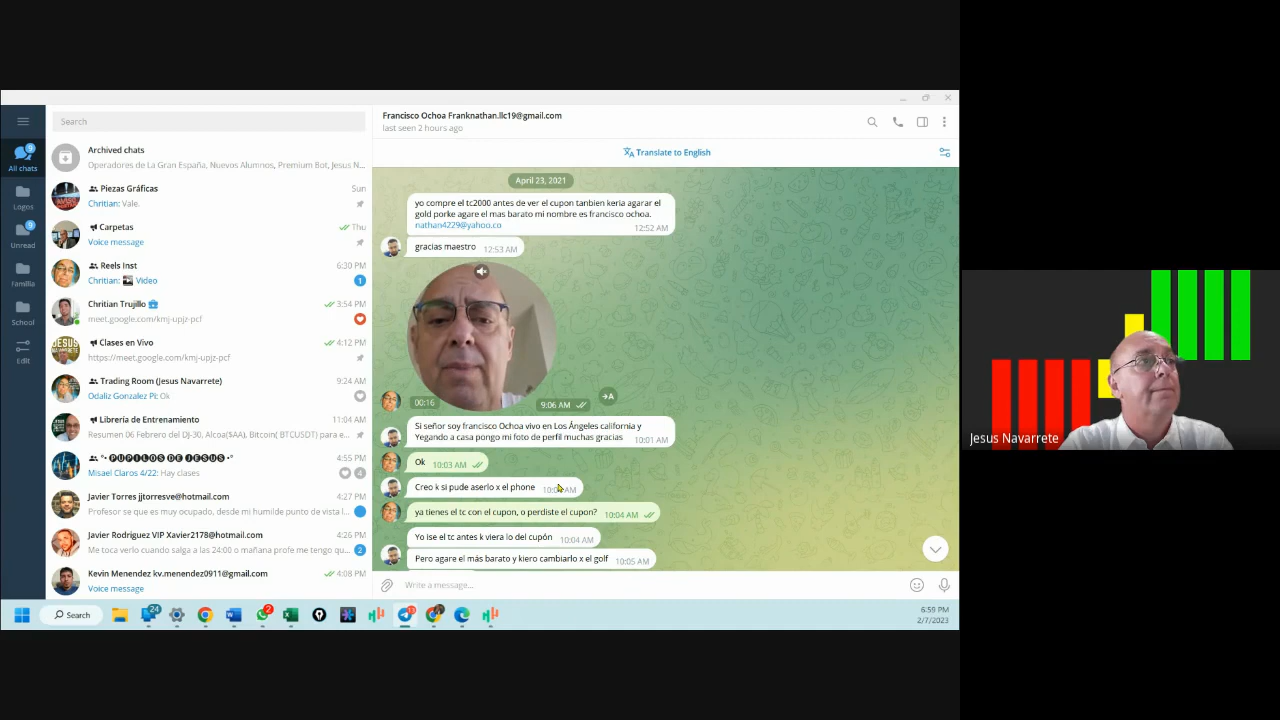 Search
All chats
9
Logos
9
Unread
Familia
School
Edit
Archived chats
Operadores de La Gran España, Nuevos Alumnos, Premium Bot, Jesus N...
Piezas Gráficas
Sun
Chritian: Vale.
Carpetas
Thu
Voice message
Reels Inst
6:30 PM
Chritian: Video
1
Chritian Trujillo
3:54 PM
meet.google.com/kmj-upjz-pcf
Clases en Vivo
4:12 PM
https://meet.google.com/kmj-upjz-pcf
Trading Room (Jesus Navarrete)
9:24 AM
Odaliz Gonzalez Pi: Ok
Librería de Entrenamiento
11:04 AM
Resumen 06 Febrero del DJ-30, Alcoa($AA), Bitcoin( BTCUSDT) para e...
°• PUPILOS DE JESUS •°
4:55 PM
Misael Claros 4/22: Hay clases
4
Javier Torres jjtorresve@hotmail.com
4:27 PM
Profesor se que es muy ocupado, desde mi humilde punto de vista l...
Javier Rodriguez VIP Xavier2178@hotmail.com
4:26 PM
Me toca verlo cuando salga a las 24:00 o mañana profe me tengo qu...
2
Kevin Menendez kv.menendez0911@gmail.com
4:08 PM
Voice message
Francisco Ochoa Franknathan.llc19@gmail.com
last seen 2 hours ago
Translate to English
April 23, 2021
yo compre el tc2000 antes de ver el cupon tanbien keria agarar el
gold porke agare el mas barato mi nombre es francisco ochoa.
nathan4229@yahoo.co
12:52 AM
gracias maestro
12:53 AM
00:16
9:06 AM
→A
Si señor soy francisco Ochoa vivo en Los Ángeles california y
Yegando a casa pongo mi foto de perfil muchas gracias
10:01 AM
Ok
10:03 AM
Creo k si pude aserlo x el phone
ya tienes el tc con el cupon, o perdiste el cupon?
10:04 AM
Yo ise el tc antes k viera lo del cupón
10:04 AM
Pero agare el más barato y kiero cambiarlo x el golf
10:05 AM
Write a message...
Search
24
2
6:59 PM
2/7/2023
Jesus Navarrete